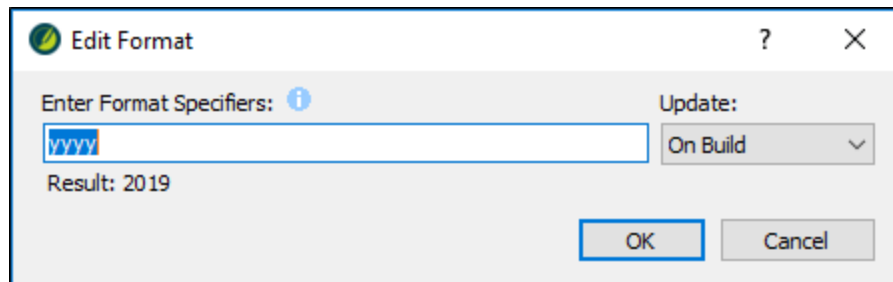 Edit Format
?
Enter Format Specifiers:
Update:
yyyy
On Build
Result: 2019
OK
Cancel